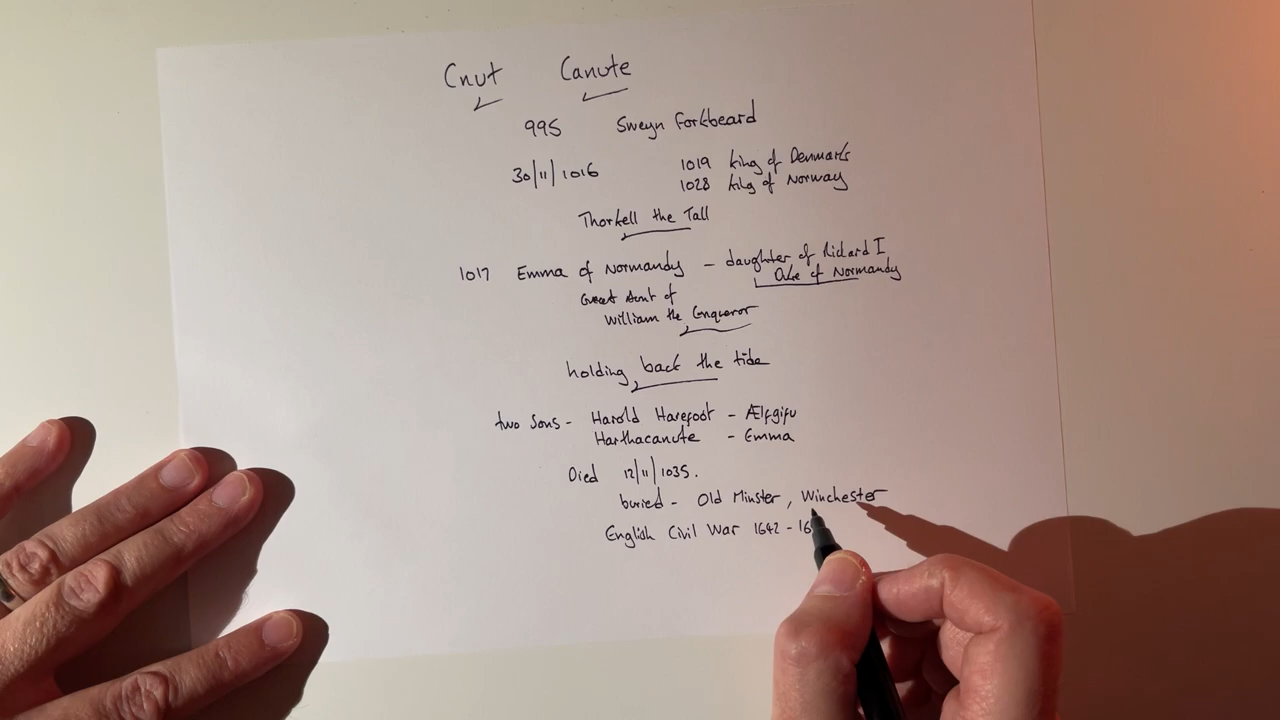 Cnut Canute
995 Sweyn Forkbeard
30/11/1016 1019 King of Denmark
1028 King of Norway
Thorkell the Tall
1017 Emma of Normandy - daughter of Richard I
Duke of Normandy
Great Aunt of
William the Conqueror
holding back the tide
two sons - Harold Harefoot - Ælfgifu
Harthacanute - Emma
Died 12/11/1035.
buried - Old Minster, Winchester
English Civil War 1642 - 16